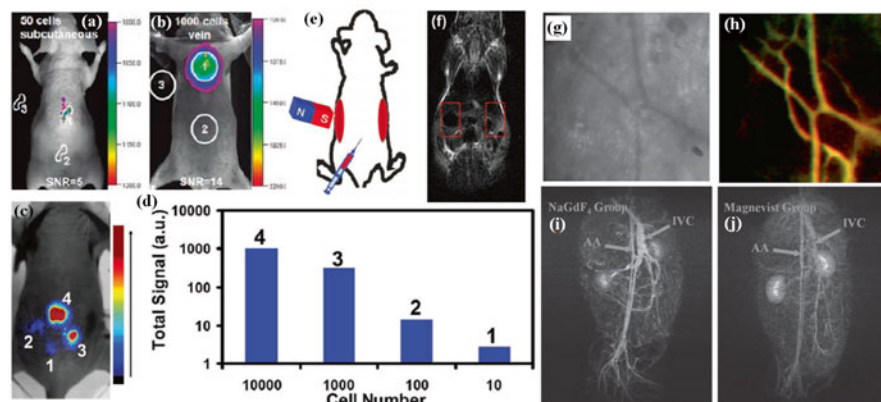 50 cells
subcutaneous
(a)
3
2
SNR=5
1000 cells
vein
(b)
3
2
SNR=14
(e)
N
S
(f)
(g)
(h)
(c)
4
2
3
1
(d)
Total Signal (a.u.)
10000
1000
100
10
1
4
3
2
1
10000
1000
100
10
Cell Number
NaGdF₄ Group
(i)
IVC
AA
Magnevist Group
(j)
IVC
AA